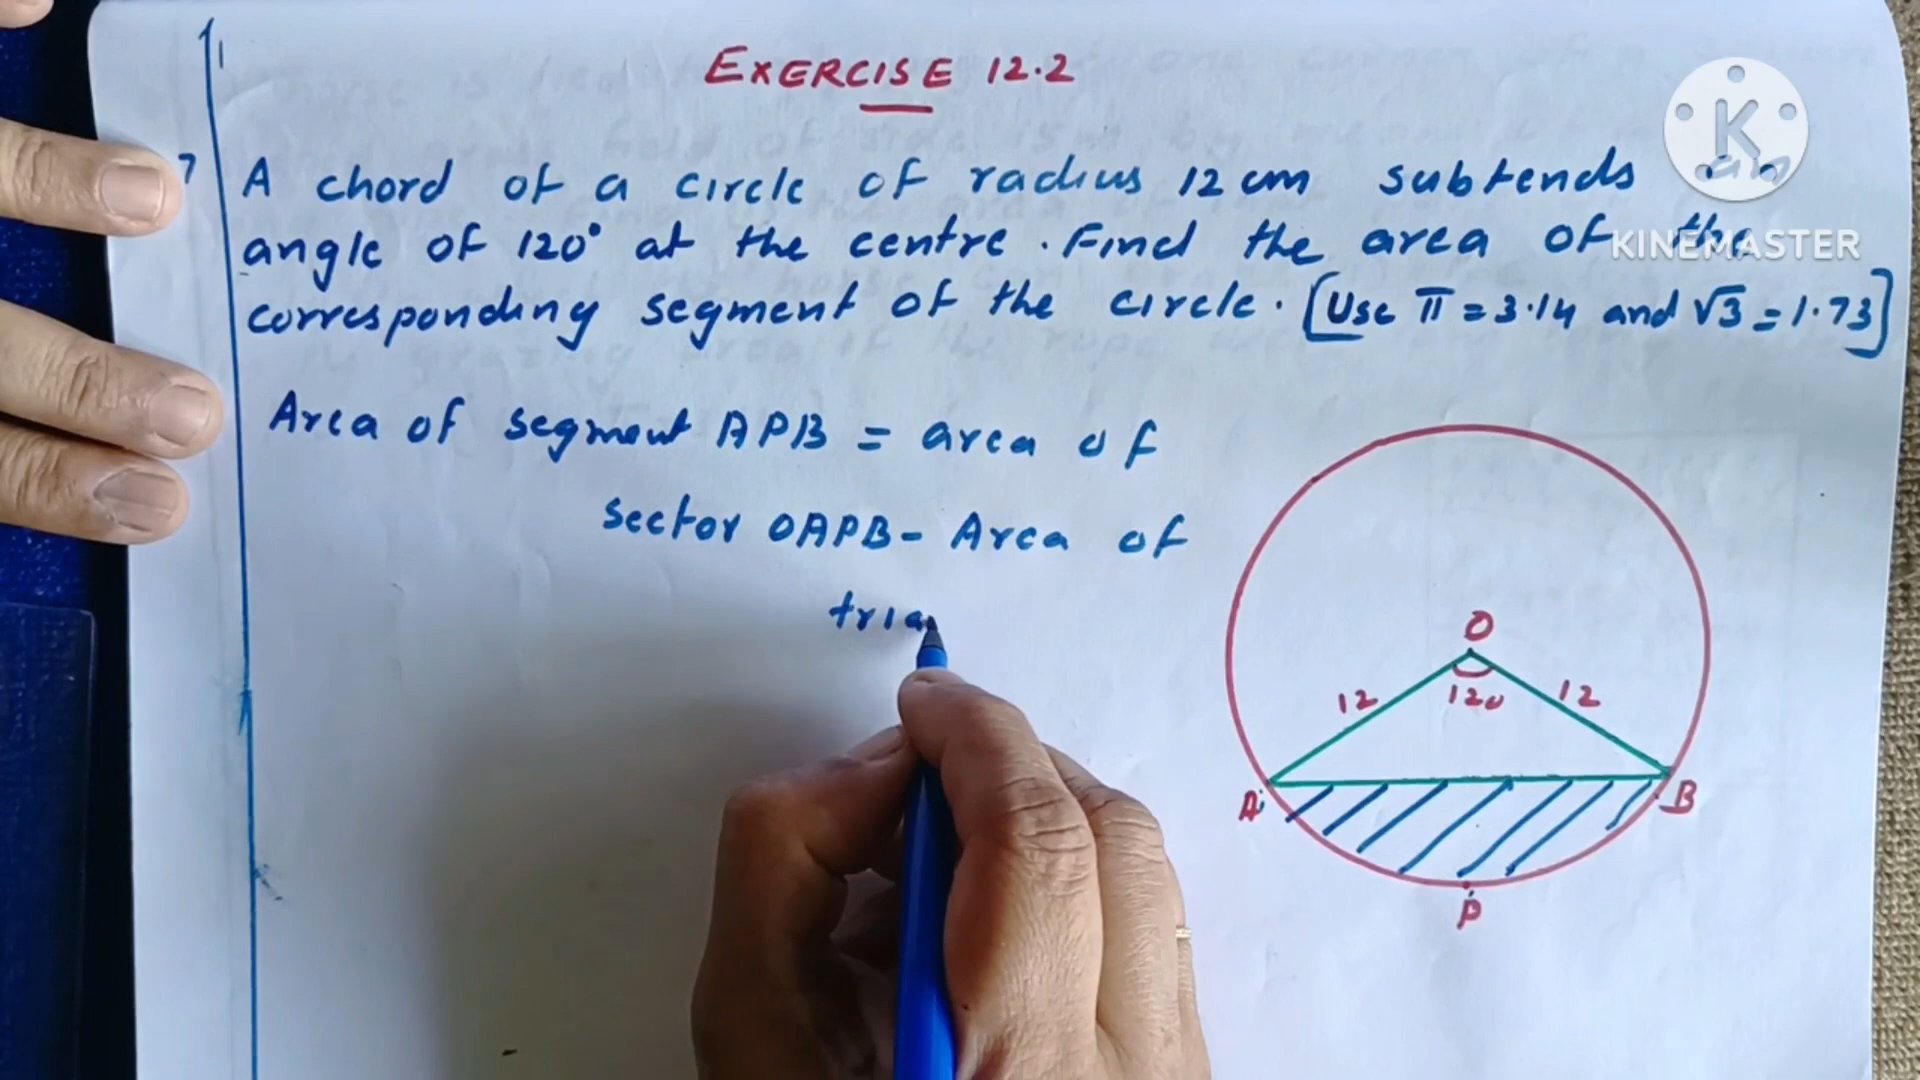 EXERCISE 12.2
7 A chord of a circle of radius 12 cm subtends an
angle of 120° at the centre. Find the area of the
corresponding segment of the circle. [Use π = 3.14 and √3 = 1.73]
Area of segment APB = area of
sector OAPB - Area of
tria
O
12 120 12
A B
P
K
KINEMASTER